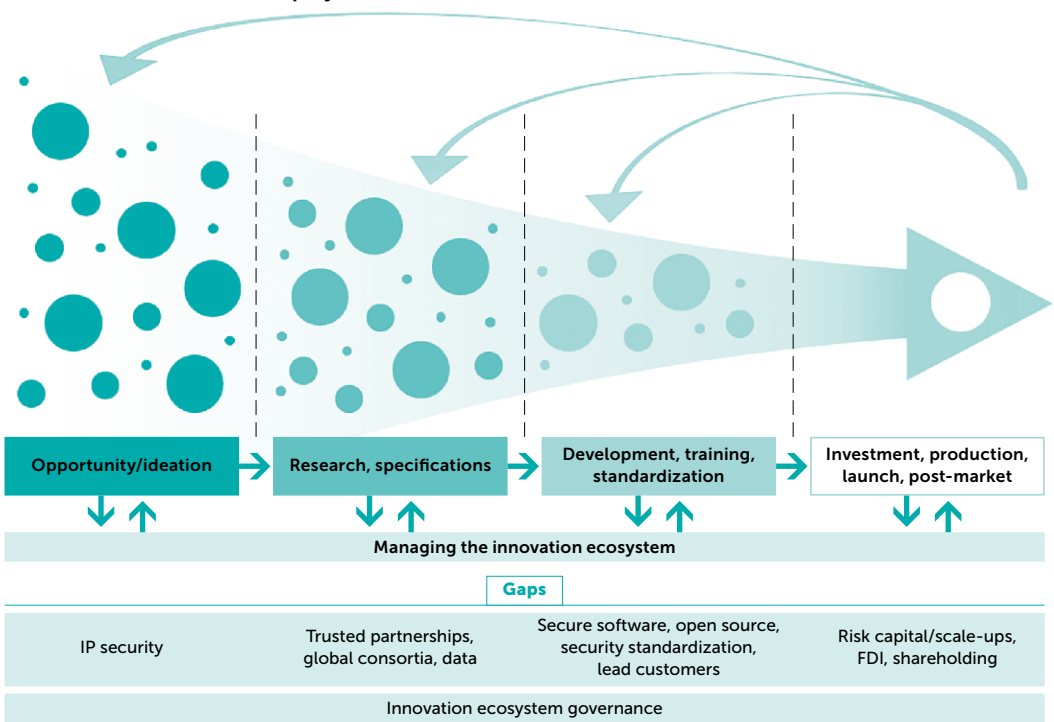 Opportunity/ideation
Research, specifications
Development, training,
standardization
Investment, production,
launch, post-market
Managing the innovation ecosystem
Gaps
IP security
Trusted partnerships,
global consortia, data
Secure software, open source,
security standardization,
lead customers
Risk capital/scale-ups,
FDI, shareholding
Innovation ecosystem governance